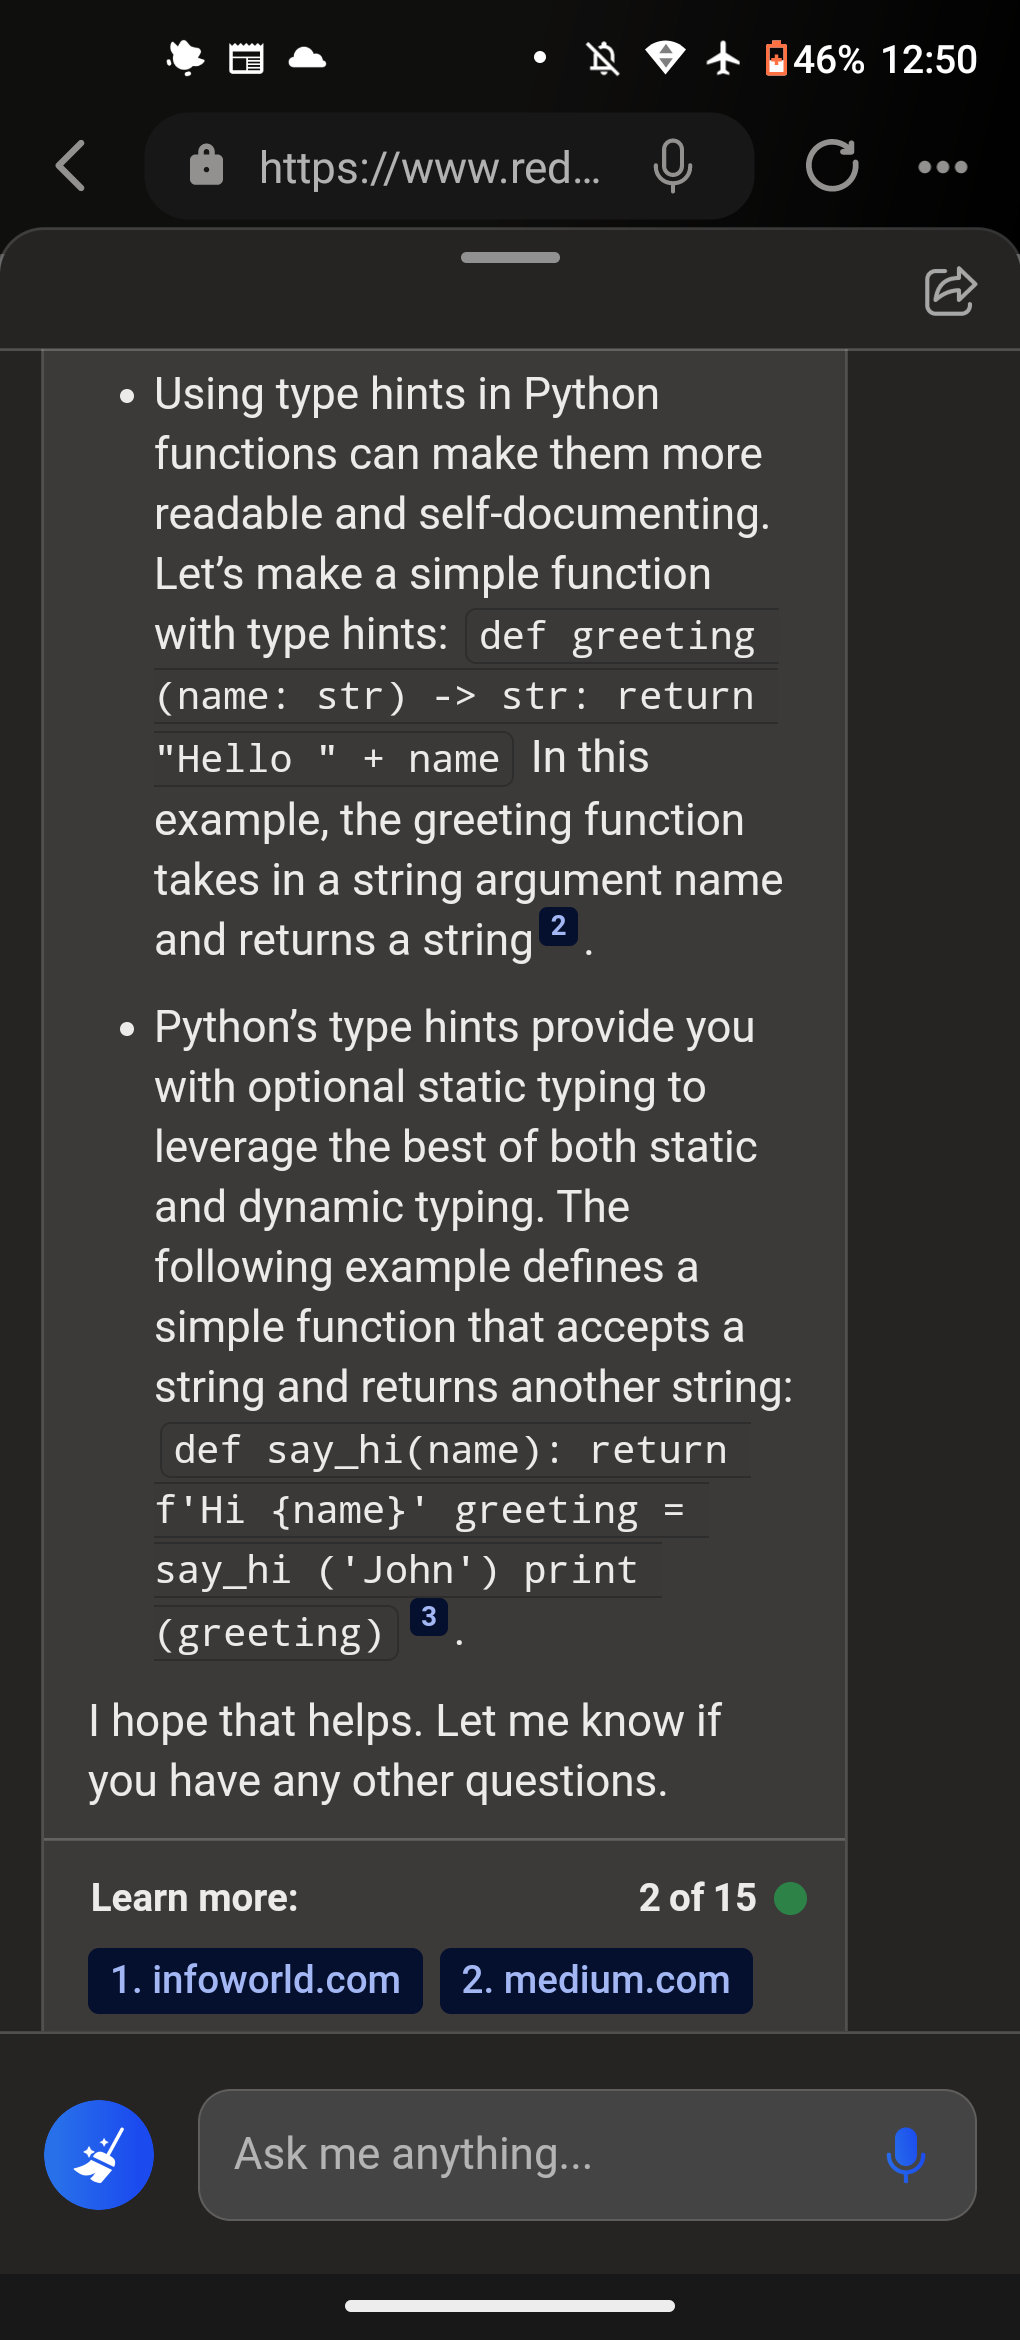 46% 12:50
https://www.red...
Using type hints in Python
functions can make them more
readable and self-documenting.
Let’s make a simple function
with type hints: def greeting
(name: str) -> str: return
"Hello " + name In this
example, the greeting function
takes in a string argument name
and returns a string 2 .
Python’s type hints provide you
with optional static typing to
leverage the best of both static
and dynamic typing. The
following example defines a
simple function that accepts a
string and returns another string:
def say_hi(name): return
f'Hi {name}' greeting =
say_hi ('John') print
(greeting) 3 .
I hope that helps. Let me know if
you have any other questions.
Learn more: 2 of 15
1. infoworld.com 2. medium.com
Ask me anything...